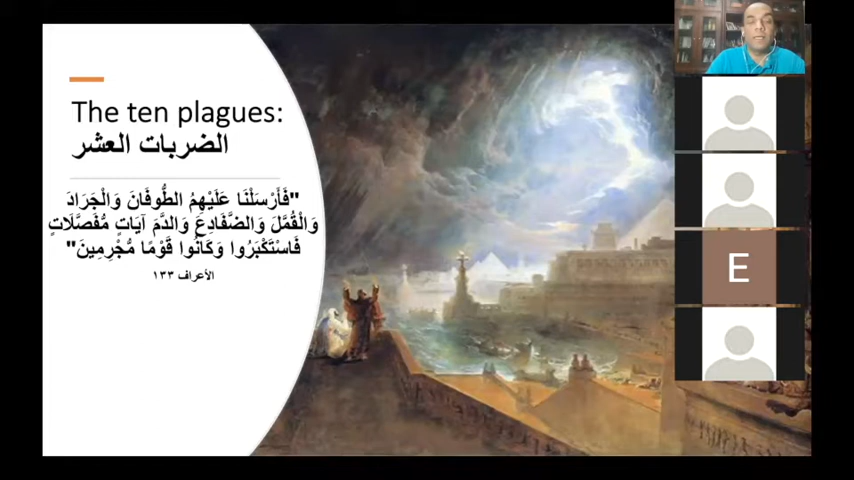 The ten plagues:
الضربات العشر
"فَأَرْسَلْنَا عَلَيْهِمُ الطُّوفَانَ وَالْجَرَادَ
وَالْقُمَّلَ وَالضَّفَادِعَ وَالدَّمَ آيَاتٍ مُّفَصَّلَاتٍ
فَاسْتَكْبَرُوا وَكَانُوا قَوْمًا مُّجْرِمِينَ"
الأعراف ١٣٣
E